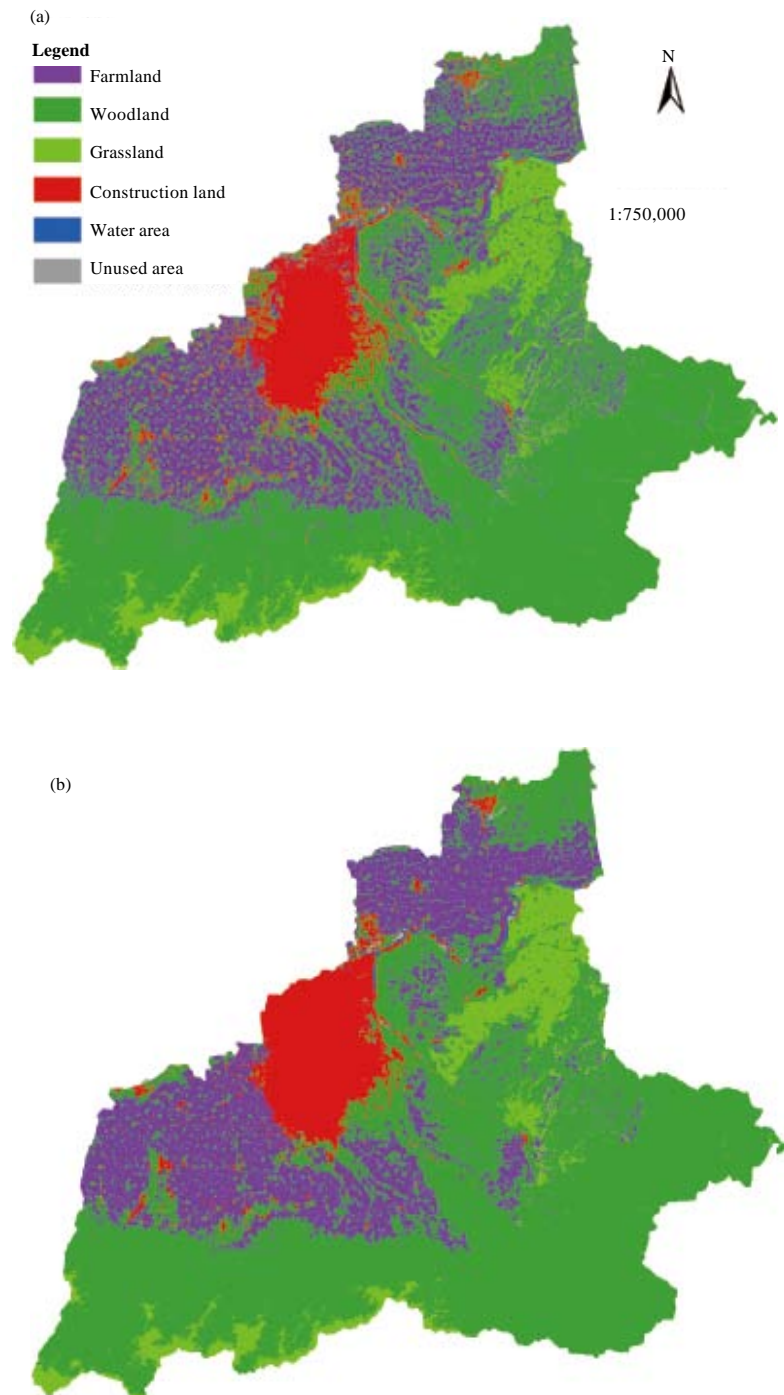 (a)
Legend
Farmland
Woodland
Grassland
Construction land
Water area
Unused area
N
1:750,000
(b)